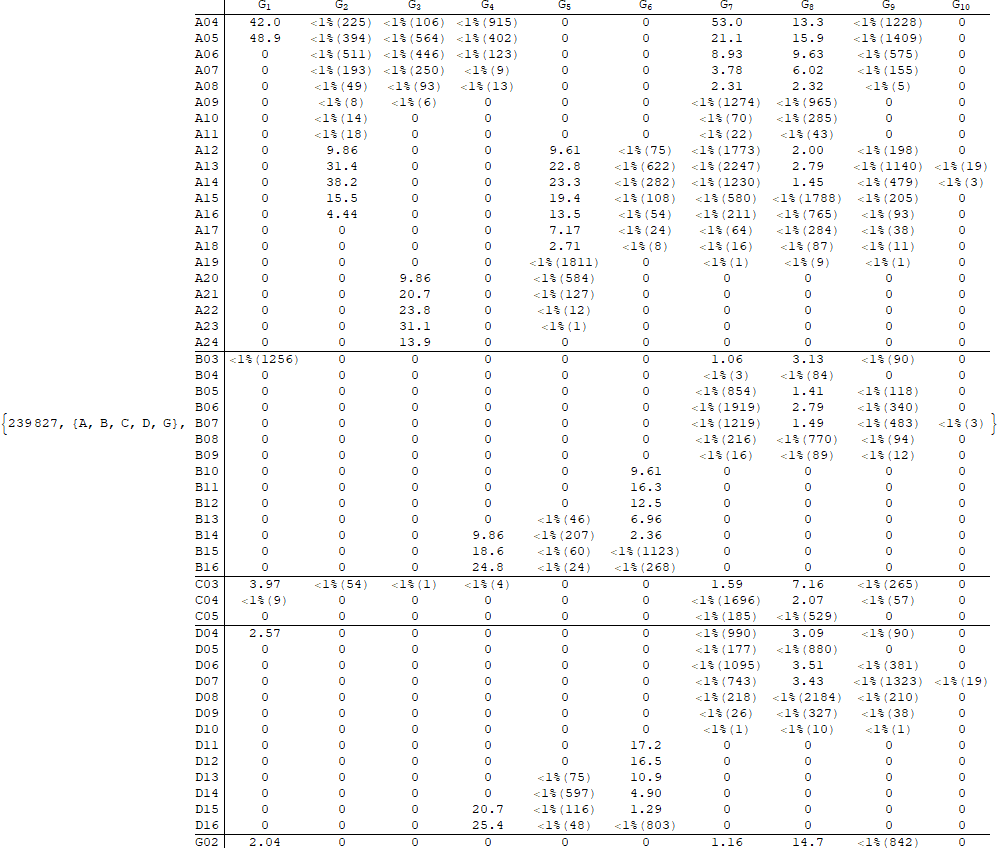 G1 G2 G3 G4 G5 G6 G7 G8 G9 G10
A04 42.0 <1%(225) <1%(106) <1%(915) 0 0 53.0 13.3 <1%(1228) 0
A05 48.9 <1%(394) <1%(564) <1%(402) 0 0 21.1 15.9 <1%(1409) 0
A06 0 <1%(511) <1%(446) <1%(123) 0 0 8.93 9.63 <1%(575) 0
A07 0 <1%(193) <1%(250) <1%(9) 0 0 3.78 6.02 <1%(155) 0
A08 0 <1%(49) <1%(93) <1%(13) 0 0 2.31 2.32 <1%(5) 0
A09 0 <1%(8) <1%(6) 0 0 0 <1%(1274) <1%(965) 0 0
A10 0 <1%(14) 0 0 0 0 <1%(70) <1%(285) 0 0
A11 0 <1%(18) 0 0 0 0 <1%(22) <1%(43) 0 0
A12 0 9.86 0 0 9.61 <1%(75) <1%(1773) 2.00 <1%(198) 0
A13 0 31.4 0 0 22.8 <1%(622) <1%(2247) 2.79 <1%(1140) <1%(19)
A14 0 38.2 0 0 23.3 <1%(282) <1%(1230) 1.45 <1%(479) <1%(3)
A15 0 15.5 0 0 19.4 <1%(108) <1%(580) <1%(1788) <1%(205) 0
A16 0 4.44 0 0 13.5 <1%(54) <1%(211) <1%(765) <1%(93) 0
A17 0 0 0 0 7.17 <1%(24) <1%(64) <1%(284) <1%(38) 0
A18 0 0 0 0 2.71 <1%(8) <1%(16) <1%(87) <1%(11) 0
A19 0 0 0 0 <1%(1811) 0 <1%(1) <1%(9) <1%(1) 0
A20 0 0 9.86 0 <1%(584) 0 0 0 0 0
A21 0 0 20.7 0 <1%(127) 0 0 0 0 0
A22 0 0 23.8 0 <1%(12) 0 0 0 0 0
A23 0 0 31.1 0 <1%(1) 0 0 0 0 0
A24 0 0 13.9 0 0 0 0 0 0 0
B03 <1%(1256) 0 0 0 0 0 1.06 3.13 <1%(90) 0
B04 0 0 0 0 0 0 <1%(3) <1%(84) 0 0
B05 0 0 0 0 0 0 <1%(854) 1.41 <1%(118) 0
B06 0 0 0 0 0 0 <1%(1919) 2.79 <1%(340) 0
{239827, {A, B, C, D, G}, B07 0 0 0 0 0 0 <1%(1219) 1.49 <1%(483) <1%(3) }
B08 0 0 0 0 0 0 <1%(216) <1%(770) <1%(94) 0
B09 0 0 0 0 0 0 <1%(16) <1%(89) <1%(12) 0
B10 0 0 0 0 0 9.61 0 0 0 0
B11 0 0 0 0 0 16.3 0 0 0 0
B12 0 0 0 0 0 12.5 0 0 0 0
B13 0 0 0 0 <1%(46) 6.96 0 0 0 0
B14 0 0 0 9.86 <1%(207) 2.36 0 0 0 0
B15 0 0 0 18.6 <1%(60) <1%(1123) 0 0 0 0
B16 0 0 0 24.8 <1%(24) <1%(268) 0 0 0 0
C03 3.97 <1%(54) <1%(1) <1%(4) 0 0 1.59 7.16 <1%(265) 0
C04 <1%(9) 0 0 0 0 0 <1%(1696) 2.07 <1%(57) 0
C05 0 0 0 0 0 0 <1%(185) <1%(529) 0 0
D04 2.57 0 0 0 0 0 <1%(990) 3.09 <1%(90) 0
D05 0 0 0 0 0 0 <1%(177) <1%(880) 0 0
D06 0 0 0 0 0 0 <1%(1095) 3.51 <1%(381) 0
D07 0 0 0 0 0 0 <1%(743) 3.43 <1%(1323) <1%(19)
D08 0 0 0 0 0 0 <1%(218) <1%(2184) <1%(210) 0
D09 0 0 0 0 0 0 <1%(26) <1%(327) <1%(38) 0
D10 0 0 0 0 0 0 <1%(1) <1%(10) <1%(1) 0
D11 0 0 0 0 0 17.2 0 0 0 0
D12 0 0 0 0 0 16.5 0 0 0 0
D13 0 0 0 0 <1%(75) 10.9 0 0 0 0
D14 0 0 0 0 <1%(597) 4.90 0 0 0 0
D15 0 0 0 20.7 <1%(116) 1.29 0 0 0 0
D16 0 0 0 25.4 <1%(48) <1%(803) 0 0 0 0
G02 2.04 0 0 0 0 0 1.16 14.7 <1%(842) 0